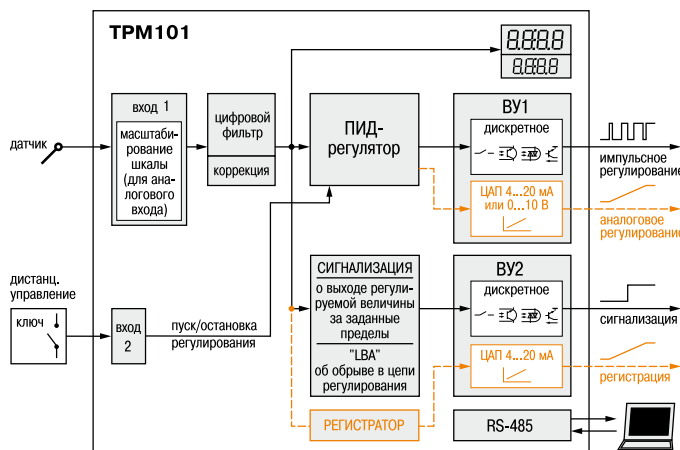 ТРМ101
8.8.8.8
8.8.8.8
датчик
вход 1
масштаби-
рование
шкалы
(для ана-
логового
входа)
цифровой
фильтр
коррекция
ПИД-
регулятор
ВУ1
дискретное
ЦАП 4...20 мА
или 0...10 В
импульсное
регулирование
аналоговое
регулирование
дистанц.
управление
ключ
вход
2
пуск/остановка
регулирования
СИГНАЛИЗАЦИЯ
о выходе регули-
руемой величины
за заданные
пределы
"LBA"
об обрыве в цепи
регулирования
ВУ2
дискретное
ЦАП 4...20 мА
сигнализация
регистрация
РЕГИСТРАТОР
RS-485